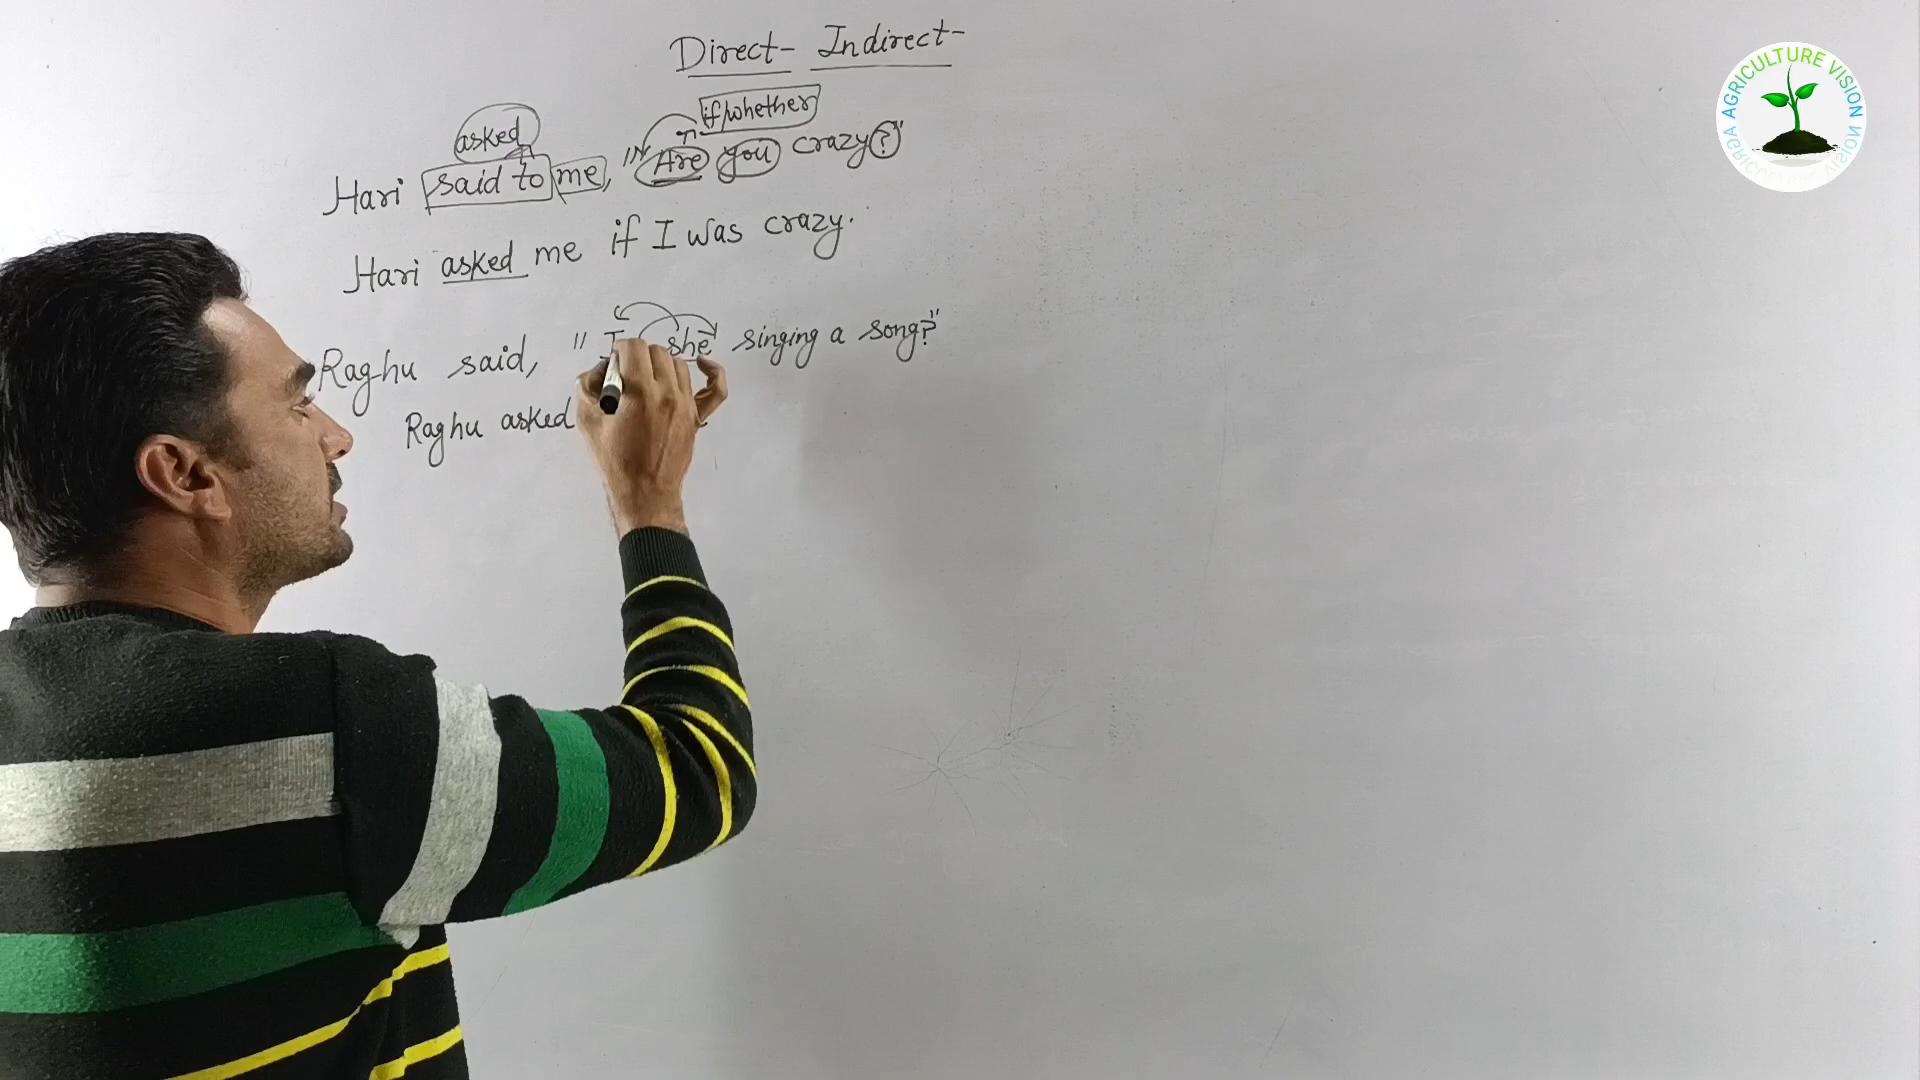 Direct- Indirect-
if/whether
asked
Hari said to me, "Are you crazy?"
Hari asked me if I was crazy.
Raghu said, " she singing a song?"
Raghu asked
AGRICULTURE VISION